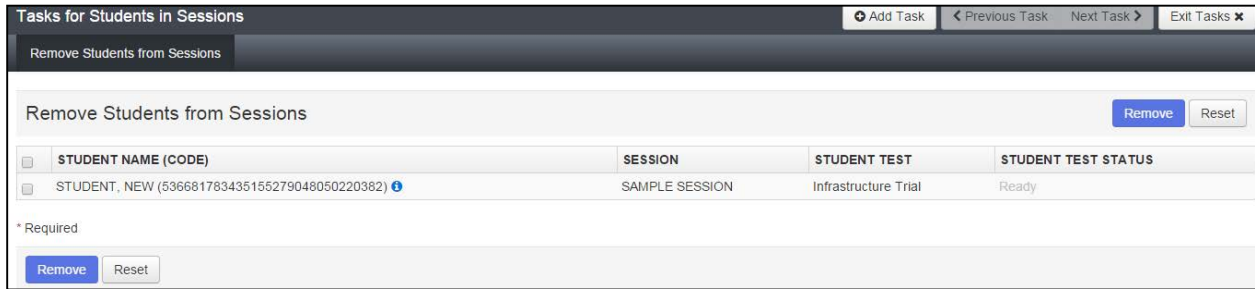 Tasks for Students in Sessions
Add Task
Previous Task
Next Task
Exit Tasks
Remove Students from Sessions
Remove Students from Sessions
Remove
Reset
STUDENT NAME (CODE) SESSION STUDENT TEST STUDENT TEST STATUS
STUDENT, NEW (536681783435155279048050220382) SAMPLE SESSION Infrastructure Trial Ready
* Required
Remove
Reset